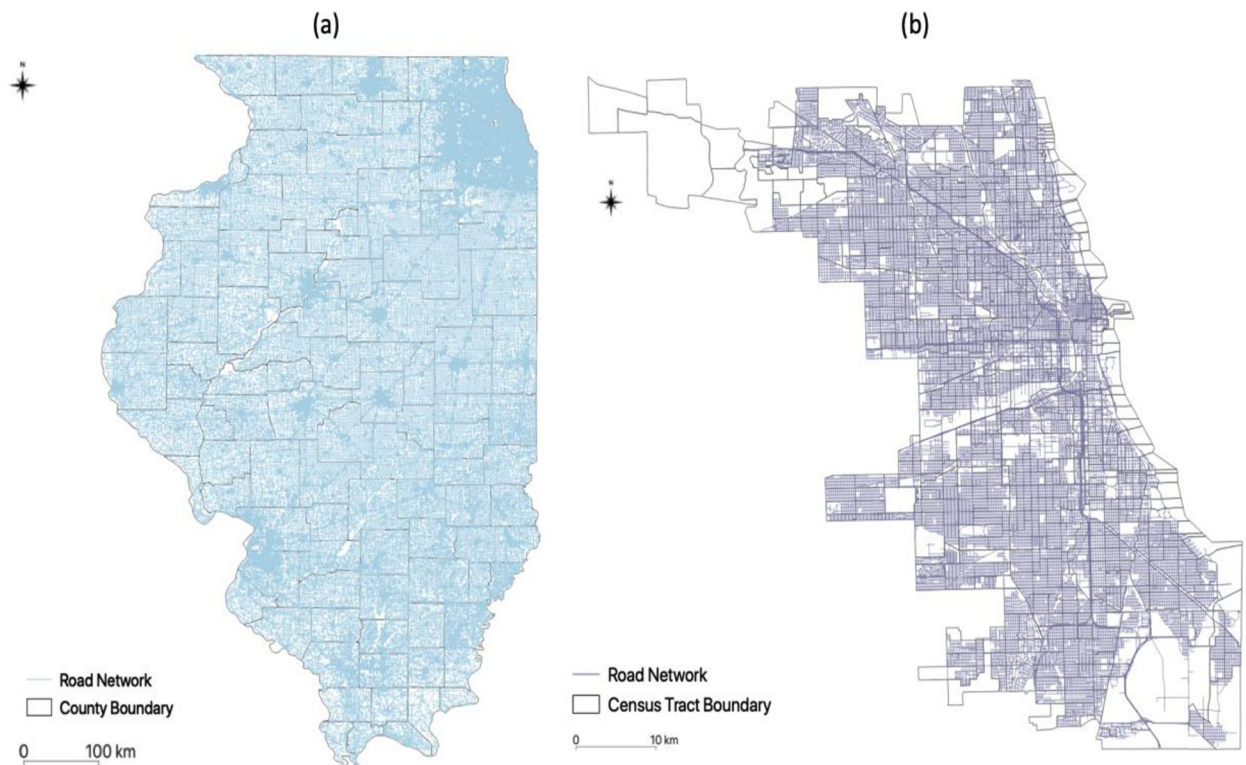 (a)
(b)
N
N
Road Network
County Boundary
0 100 km
Road Network
Census Tract Boundary
0 10 km